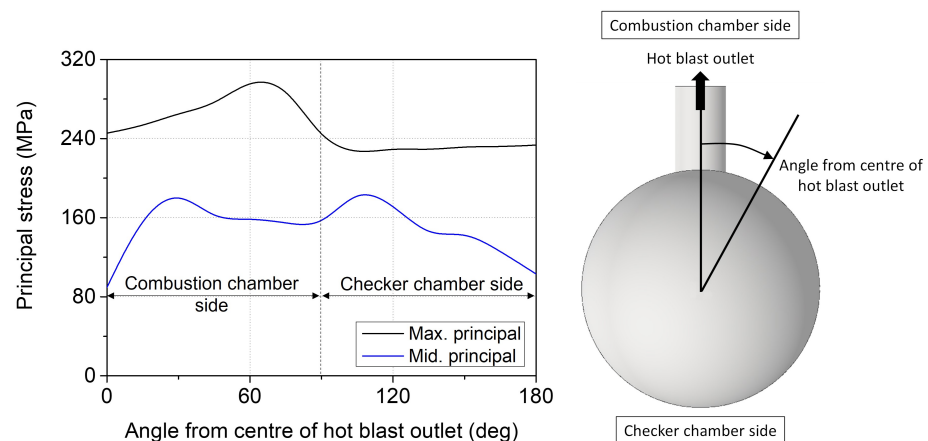 Combustion chamber side
Hot blast outlet
Angle from centre of
hot blast outlet
Checker chamber side
Principal stress (MPa)
320
240
160
80
0
Combustion chamber
side
Checker chamber side
Max. principal
Mid. principal
0
60
120
180
Angle from centre of hot blast outlet (deg)